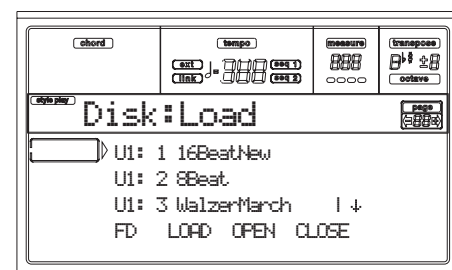 chord tempo measure transpose
ext seq 1
link seq 2
octave
style play
Disk:Load
page
U1: 1 16BeatNew
U1: 2 8Beat
U1: 3 WalzerMarch | ↓
FD LOAD OPEN CLOSE